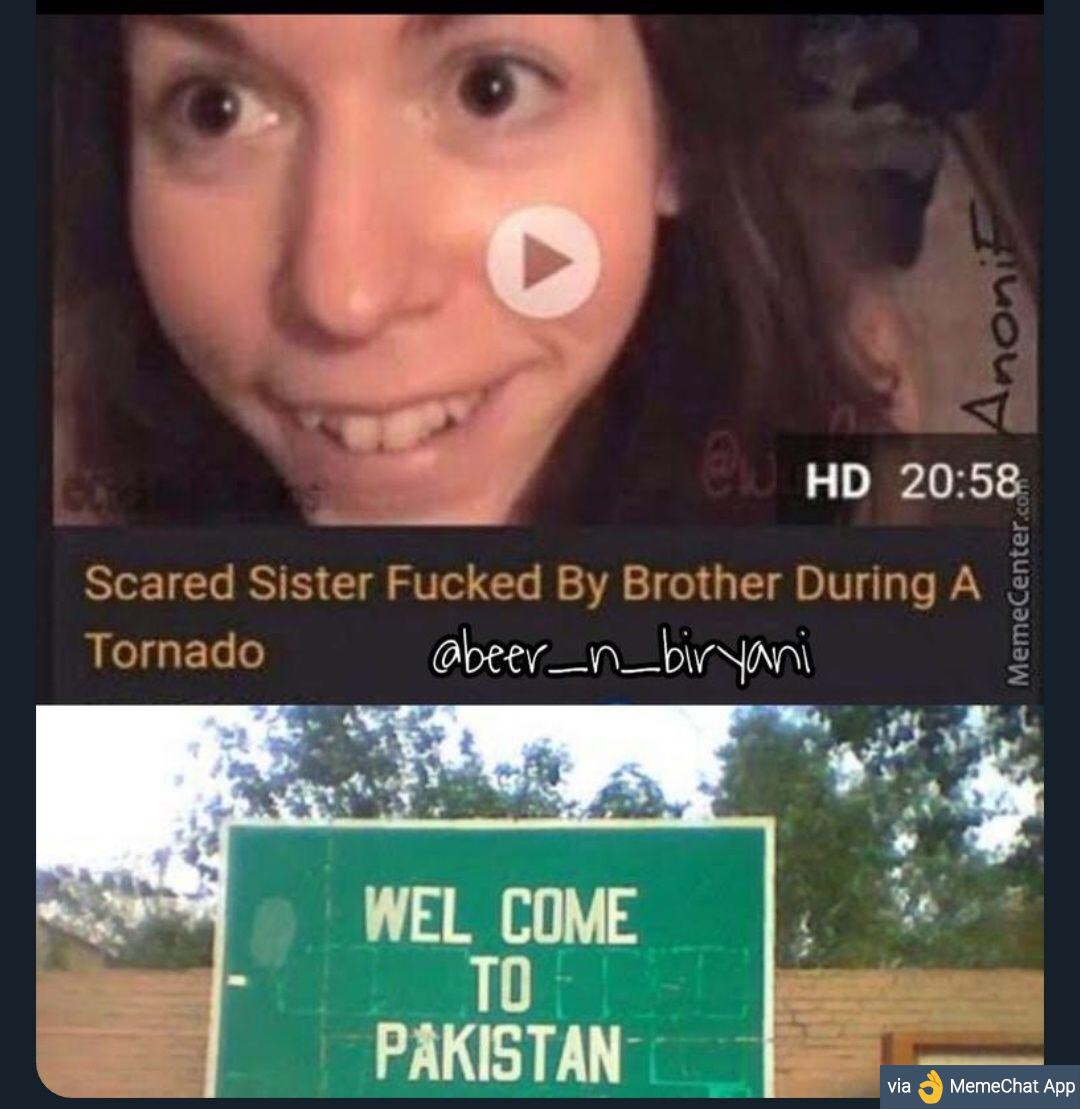 AnoniE
HD 20:58
MemeCenter.com
Scared Sister Fucked By Brother During A
Tornado
@beer_n_biryani
WEL COME
TO
PAKISTAN
via MemeChat App